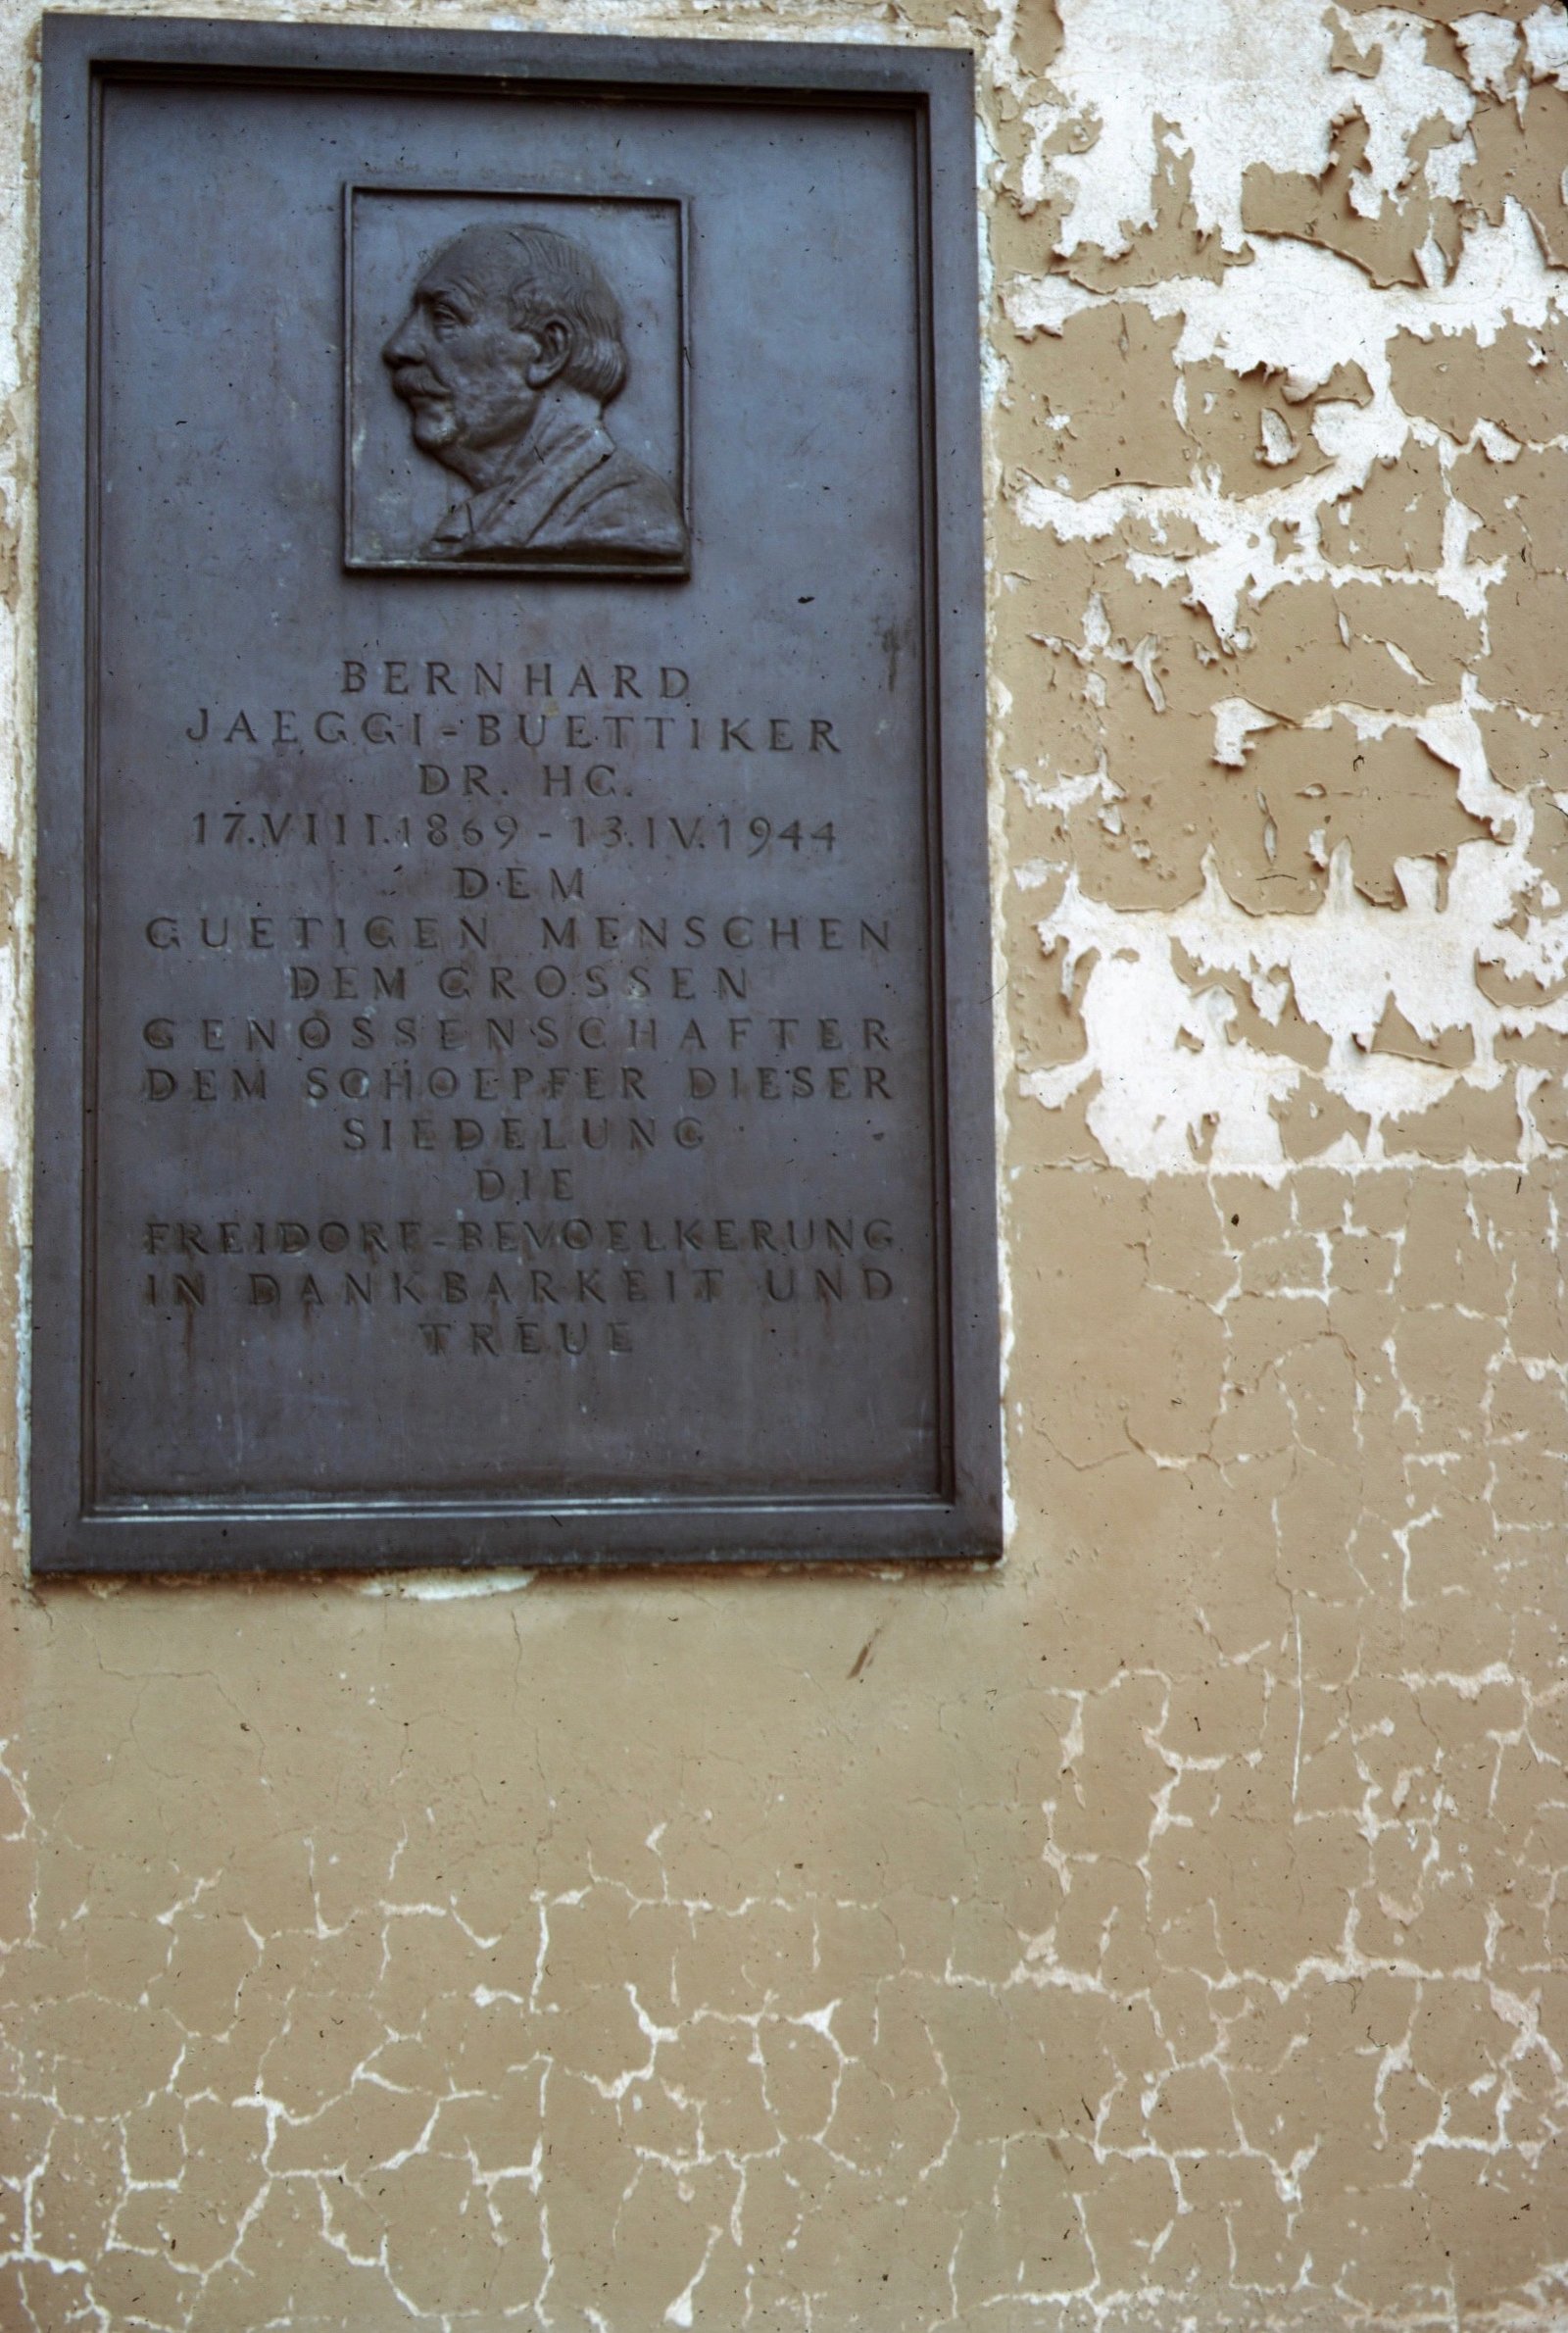 BERNHARD
JAEGGI-BUETTIKER
DR. HC.
17.VIII.1869 - 13.IV.1944
DEM
GUETIGEN MENSCHEN
DEM GROSSEN
GENOSSENSCHAFTER
DEM SCHOEPFER DIESER
SIEDELUNG
DIE
FREIDORF-BEVOELKERUNG
IN DANKBARKEIT UND
TREUE